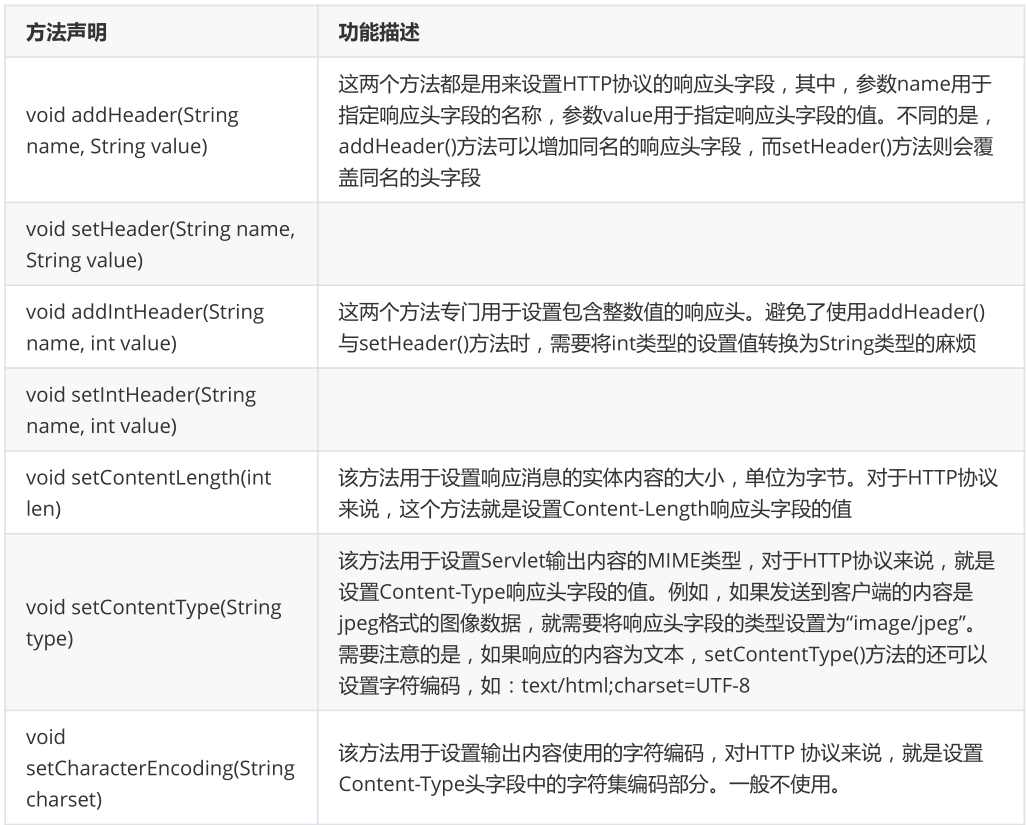 方法声明
功能描述
void addHeader(String
name, String value)
这两个方法都是用来设置HTTP协议的响应头字段，其中，参数name用于
指定响应头字段的名称，参数value用于指定响应头字段的值。不同的是，
addHeader()方法可以增加同名的响应头字段，而setHeader()方法则会覆
盖同名的头字段
void setHeader(String name,
String value)
void addIntHeader(String
name, int value)
这两个方法专门用于设置包含整数值的响应头。避免了使用addHeader()
与setHeader()方法时，需要将int类型的设置值转换为String类型的麻烦
void setIntHeader(String
name, int value)
void setContentLength(int
len)
该方法用于设置响应消息的实体内容的大小，单位为字节。对于HTTP协议
来说，这个方法就是设置Content-Length响应头字段的值
void setContentType(String
type)
该方法用于设置Servlet输出内容的MIME类型，对于HTTP协议来说，就是
设置Content-Type响应头字段的值。例如，如果发送到客户端的内容是
jpeg格式的图像数据，就需要将响应头字段的类型设置为“image/jpeg”。
需要注意的是，如果响应的内容为文本，setContentType()方法的还可以
设置字符编码，如：text/html;charset=UTF-8
void
setCharacterEncoding(String
charset)
该方法用于设置输出内容使用的字符编码，对HTTP 协议来说，就是设置
Content-Type头字段中的字符集编码部分。一般不使用。